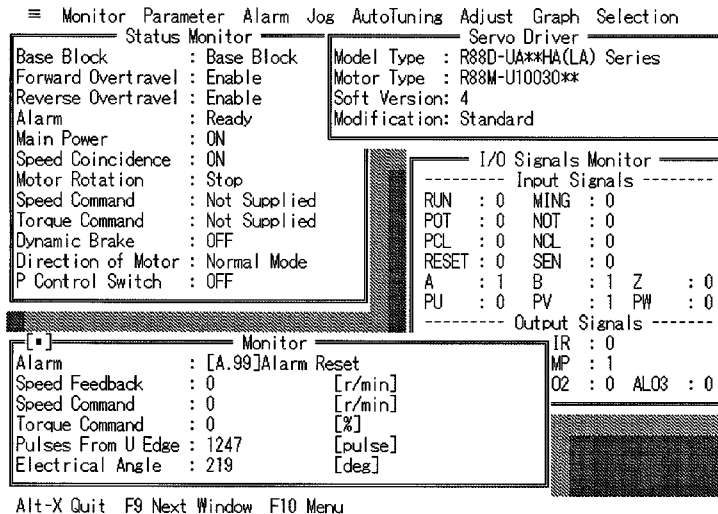 ≡ Monitor Parameter Alarm Jog AutoTuning Adjust Graph Selection
Status Monitor
Base Block : Base Block
Forward Overtravel : Enable
Reverse Overtravel : Enable
Alarm : Ready
Main Power : ON
Speed Coincidence : ON
Motor Rotation : Stop
Speed Command : Not Supplied
Torque Command : Not Supplied
Dynamic Brake : OFF
Direction of Motor : Normal Mode
P Control Switch : OFF
Servo Driver
Model Type : R88D-UA**HA(LA) Series
Motor Type : R88M-U10030**
Soft Version: 4
Modification: Standard
I/O Signals Monitor
--------- Input Signals --------
RUN : 0 MING : 0
POT : 0 NOT : 0
PCL : 0 NCL : 0
RESET : 0 SEN : 0
A : 1 B : 1 Z : 0
PU : 0 PV : 1 PW : 0
--------- Output Signals -------
IR : 0
MP : 1
O2 : 0 ALO3 : 0
[▪] Monitor
Alarm : [A.99]Alarm Reset
Speed Feedback : 0 [r/min]
Speed Command : 0 [r/min]
Torque Command : 0 [%]
Pulses From U Edge : 1247 [pulse]
Electrical Angle : 219 [deg]
Alt-X Quit F9 Next Window F10 Menu